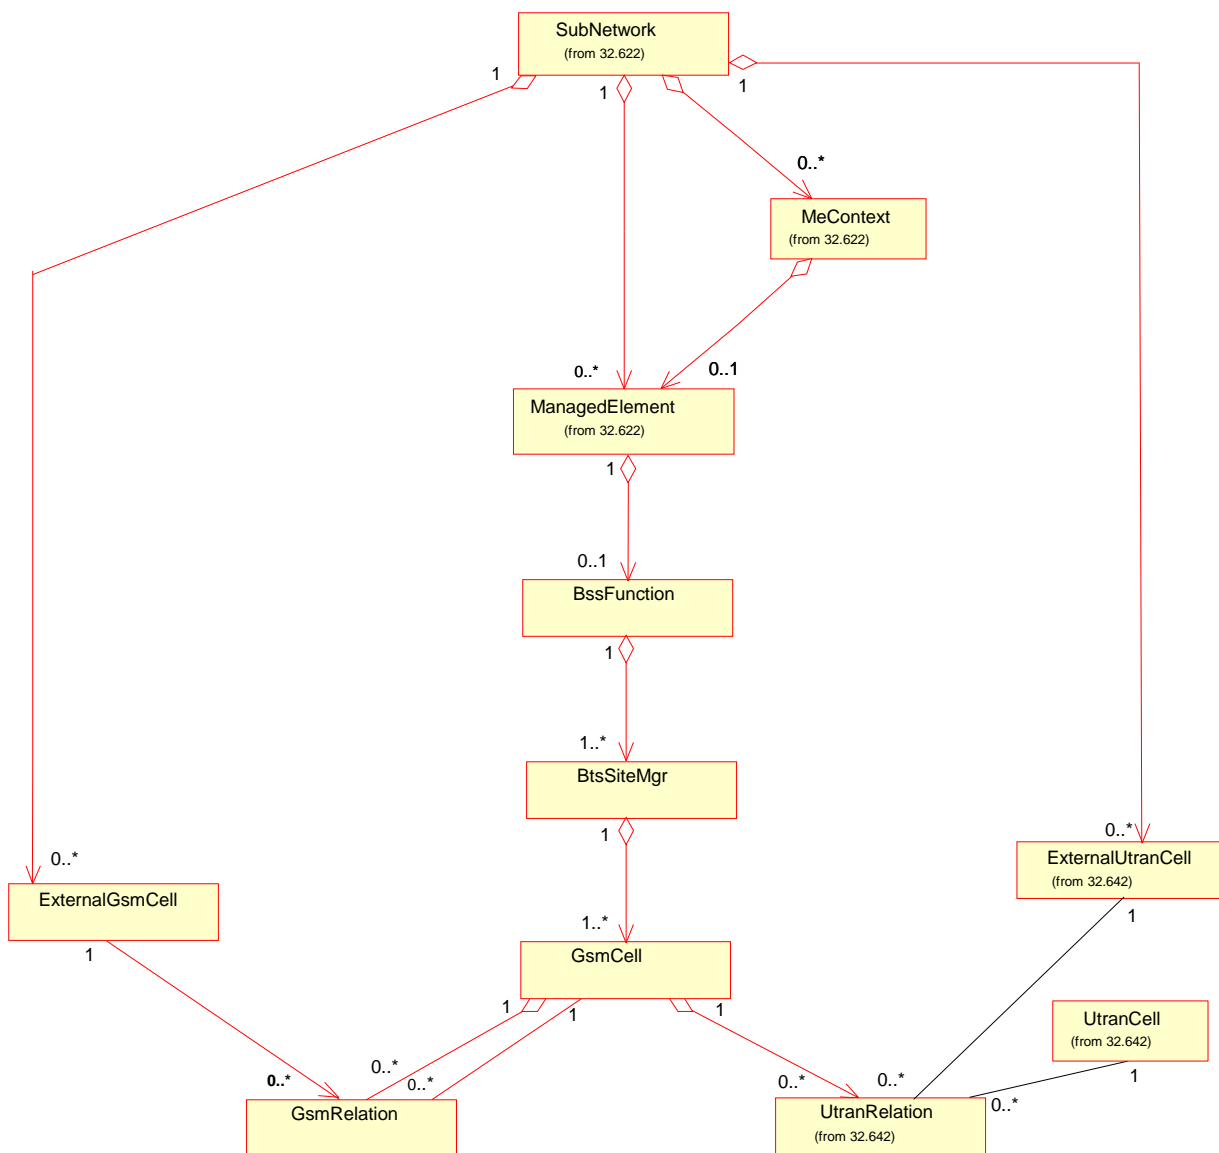 SubNetwork
(from 32.622)
1
1
1
0..*
MeContext
(from 32.622)
0..*
0..1
ManagedElement
(from 32.622)
1
0..1
BssFunction
1
1..*
BtsSiteMgr
1
0..*
0..*
ExternalUtranCell
(from 32.642)
1
ExternalGsmCell
1
1..*
GsmCell
1
1
1
UtranCell
(from 32.642)
1
0..*
0..*
0..*
0..*
0..*
0..*
GsmRelation
UtranRelation
(from 32.642)